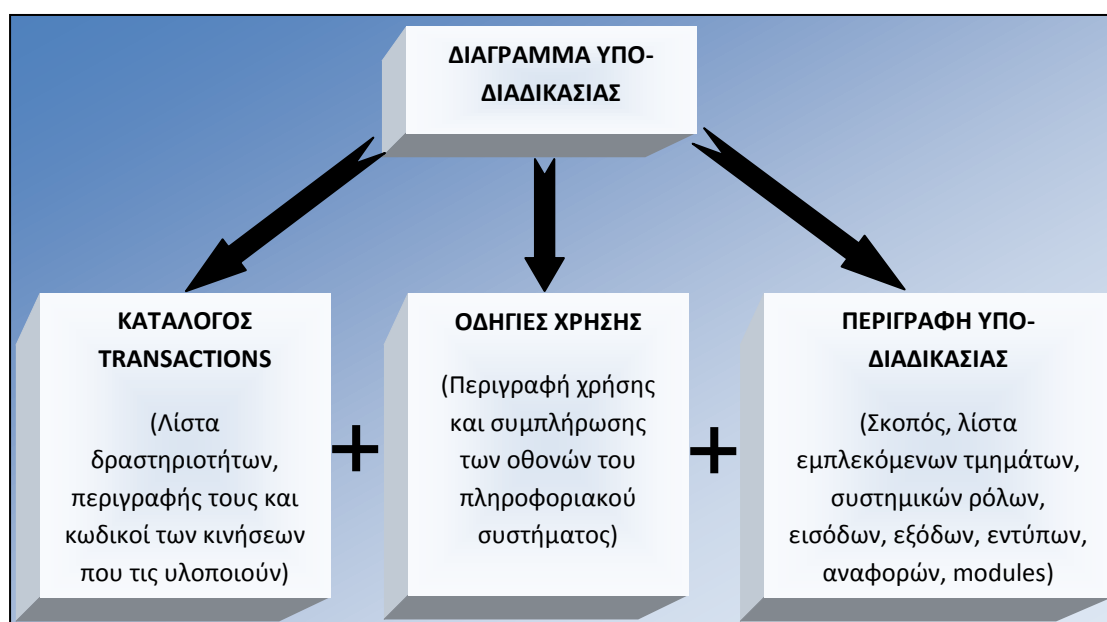 ΔΙΑΓΡΑΜΜΑ ΥΠΟ-
ΔΙΑΔΙΚΑΣΙΑΣ
ΚΑΤΑΛΟΓΟΣ
TRANSACTIONS
(Λίστα
δραστηριοτήτων,
περιγραφής τους και
κωδικοί των κινήσεων
που τις υλοποιούν)
+
ΟΔΗΓΙΕΣ ΧΡΗΣΗΣ
(Περιγραφή χρήσης
και συμπλήρωσης
των οθονών του
πληροφοριακού
συστήματος)
+
ΠΕΡΙΓΡΑΦΗ ΥΠΟ-
ΔΙΑΔΙΚΑΣΙΑΣ
(Σκοπός, λίστα
εμπλεκόμενων τμημάτων,
συστημικών ρόλων,
εισόδων, εξόδων, εντύπων,
αναφορών, modules)